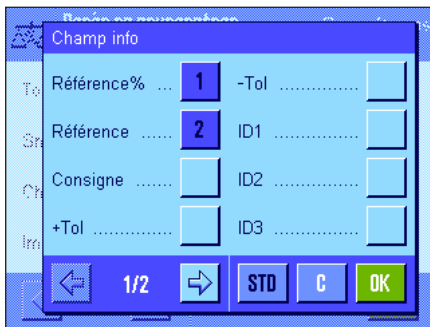 Champ info
Référence% ... 1
Référence ...... 2
Consigne .......
+Tol ..............
-Tol ................
ID1 ................
ID2 ................
ID3 ................
1/2
STD
C
OK